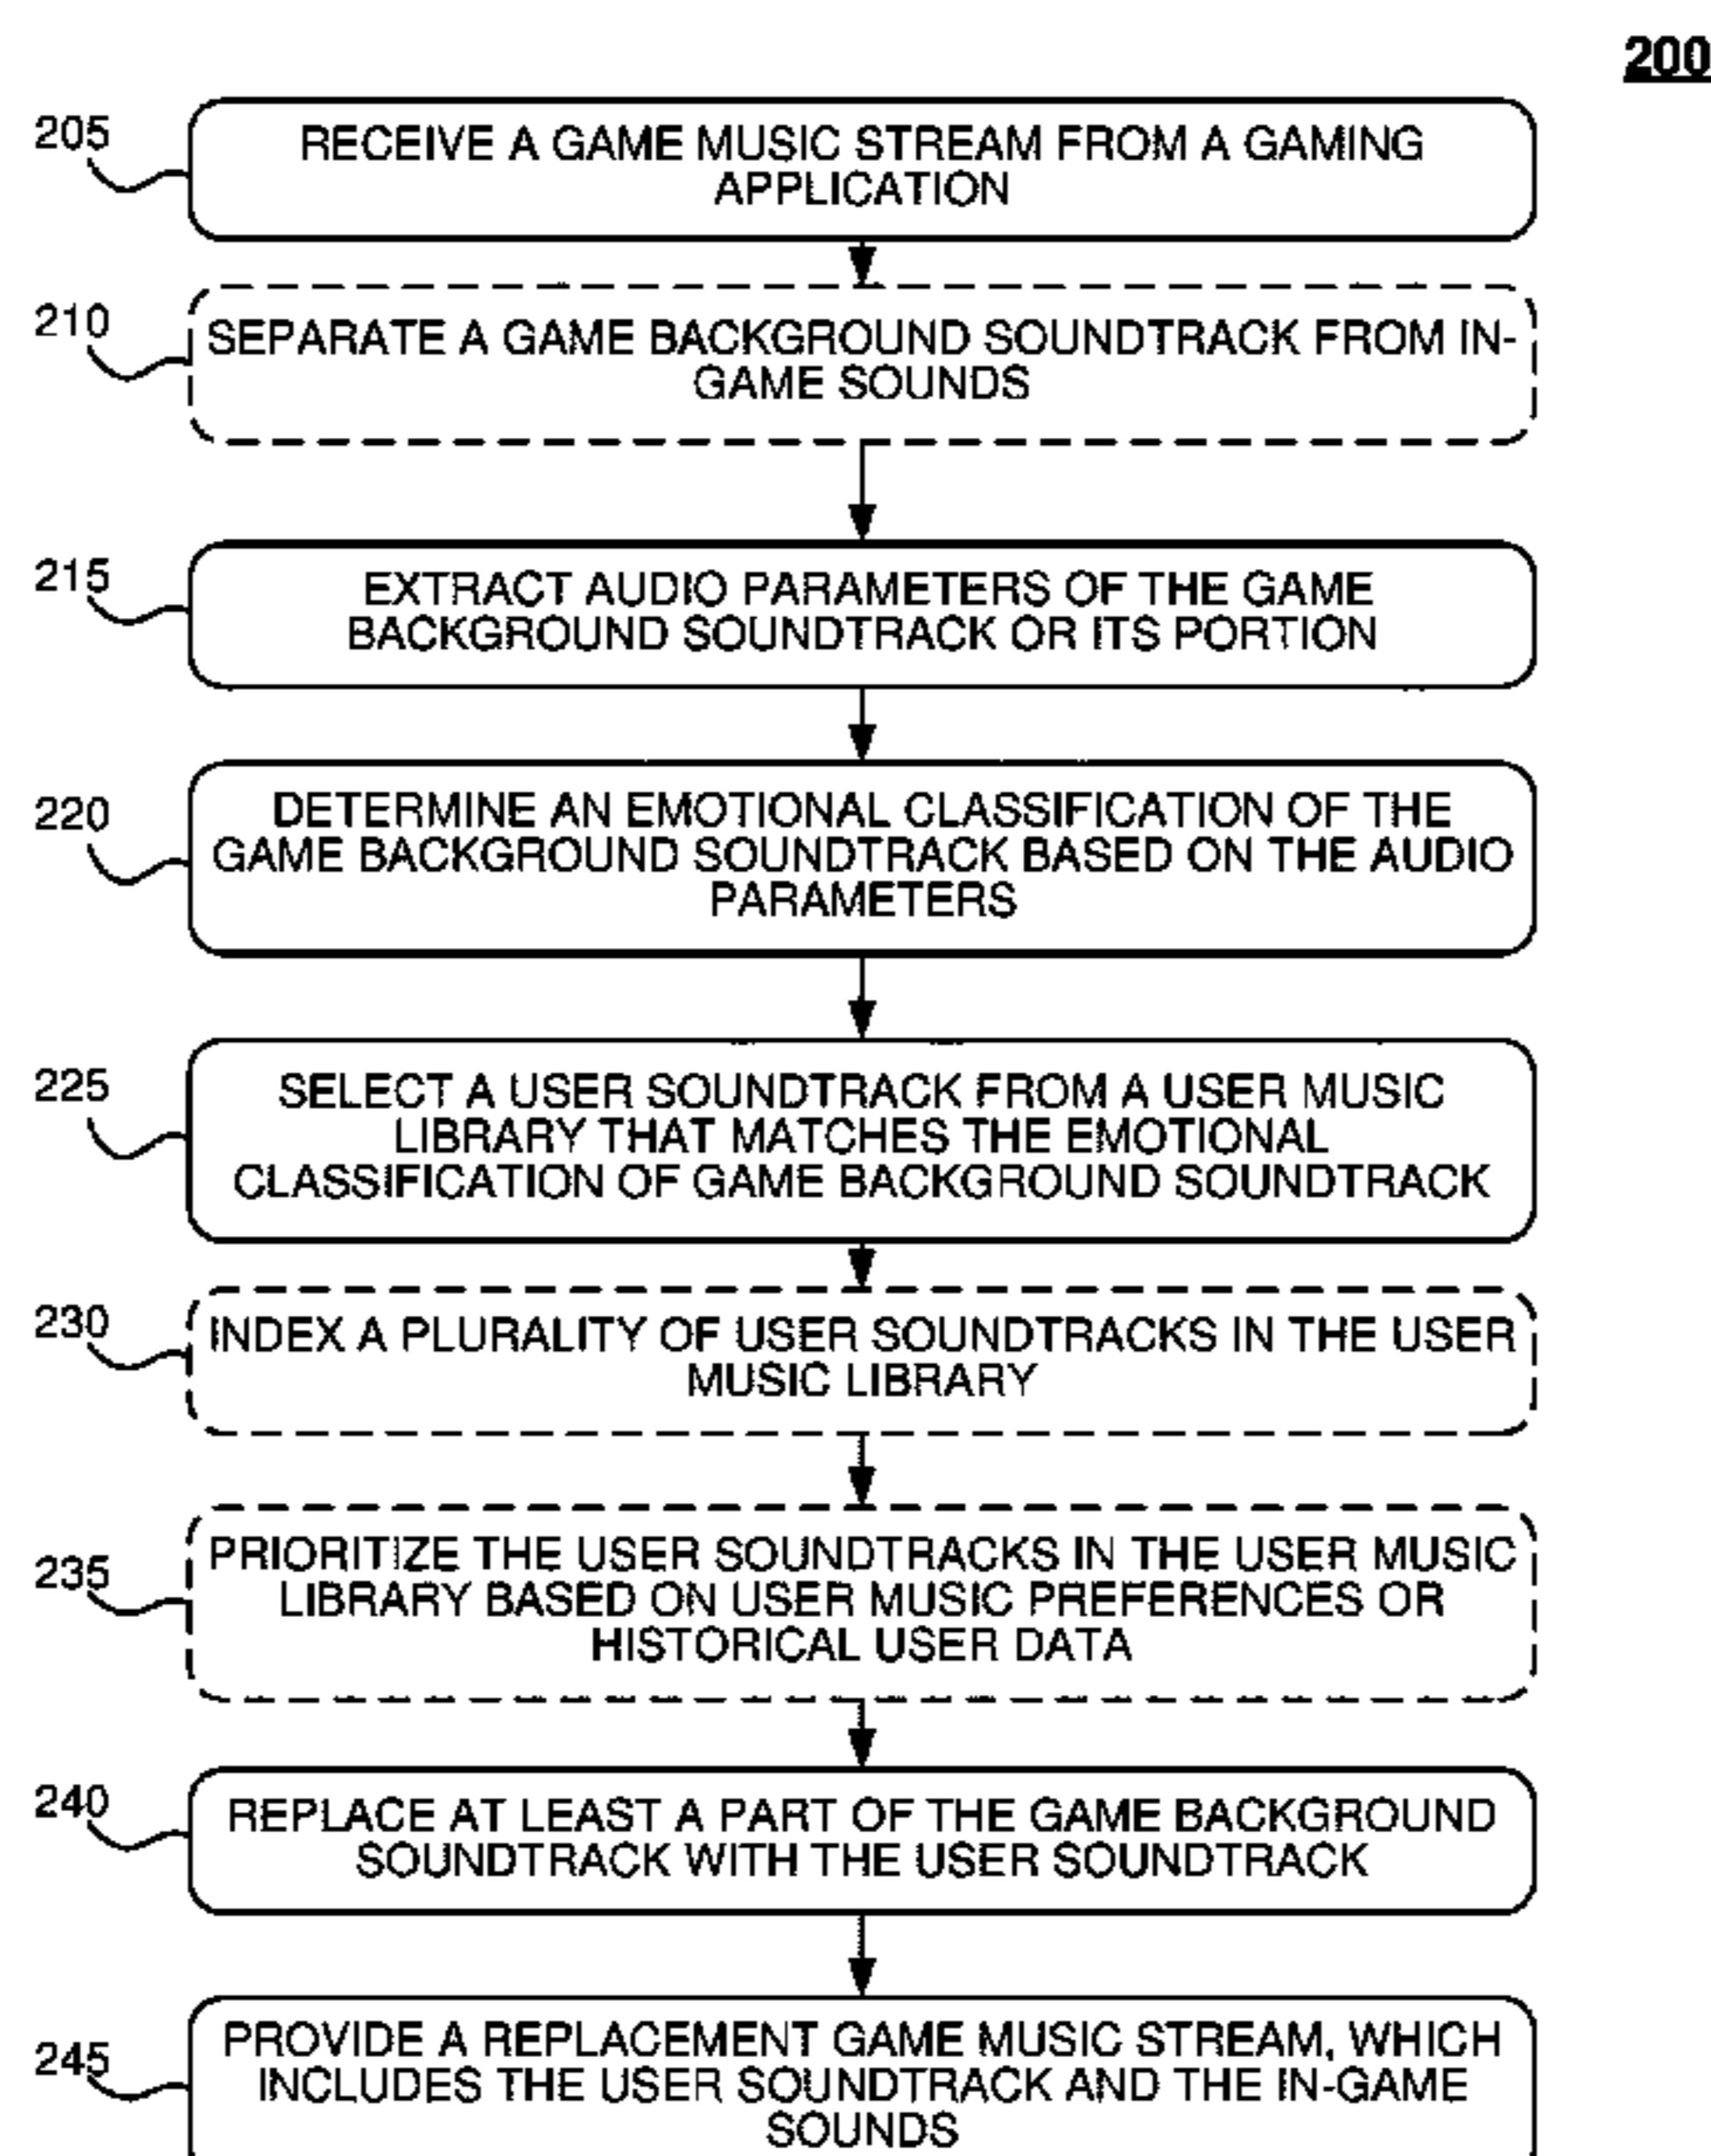 200
205
RECEIVE A GAME MUSIC STREAM FROM A GAMING
APPLICATION
210
SEPARATE A GAME BACKGROUND SOUNDTRACK FROM IN-
GAME SOUNDS
215
EXTRACT AUDIO PARAMETERS OF THE GAME
BACKGROUND SOUNDTRACK OR ITS PORTION
220
DETERMINE AN EMOTIONAL CLASSIFICATION OF THE
GAME BACKGROUND SOUNDTRACK BASED ON THE AUDIO
PARAMETERS
225
SELECT A USER SOUNDTRACK FROM A USER MUSIC
LIBRARY THAT MATCHES THE EMOTIONAL
CLASSIFICATION OF GAME BACKGROUND SOUNDTRACK
230
INDEX A PLURALITY OF USER SOUNDTRACKS IN THE USER
MUSIC LIBRARY
235
PRIORITIZE THE USER SOUNDTRACKS IN THE USER MUSIC
LIBRARY BASED ON USER MUSIC PREFERENCES OR
HISTORICAL USER DATA
240
REPLACE AT LEAST A PART OF THE GAME BACKGROUND
SOUNDTRACK WITH THE USER SOUNDTRACK
245
PROVIDE A REPLACEMENT GAME MUSIC STREAM, WHICH
INCLUDES THE USER SOUNDTRACK AND THE IN-GAME
SOUNDS